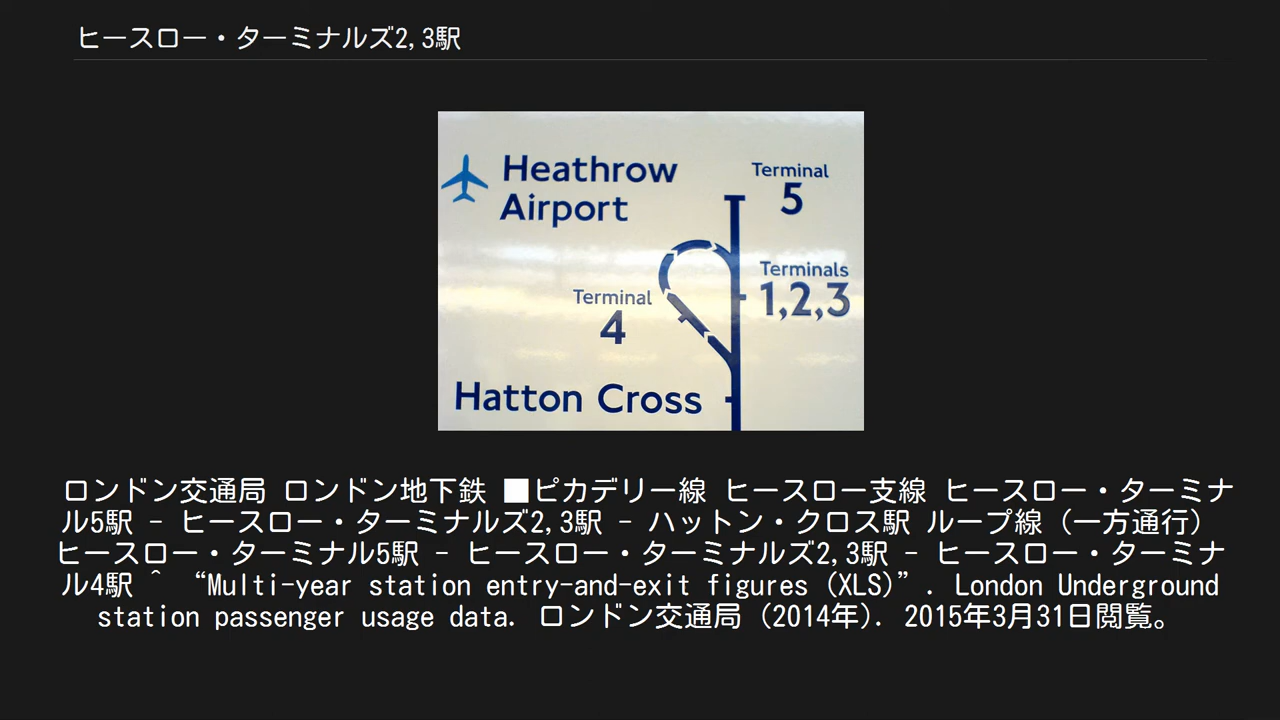 ヒースロー・ターミナルズ2,3駅
Heathrow
Airport
Terminal
5
Terminals
1,2,3
Terminal
4
Hatton Cross
ロンドン交通局 ロンドン地下鉄 ■ピカデリー線 ヒースロー支線 ヒースロー・ターミナ
ル5駅 - ヒースロー・ターミナルズ2,3駅 - ハットン・クロス駅 ループ線 (一方通行)
ヒースロー・ターミナル5駅 - ヒースロー・ターミナルズ2,3駅 - ヒースロー・ターミナ
ル4駅 ^ “Multi-year station entry-and-exit figures (XLS)”. London Underground
station passenger usage data. ロンドン交通局 (2014年). 2015年3月31日閲覧。